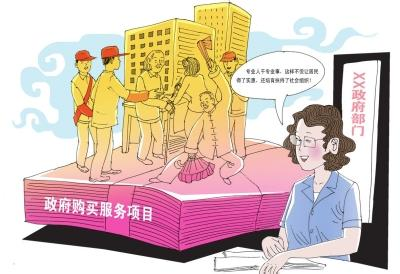 专业人干专业事，这样不但让居民
得了实惠，还培育扶持了社会组织！
XX政府部门
政府购买服务项目